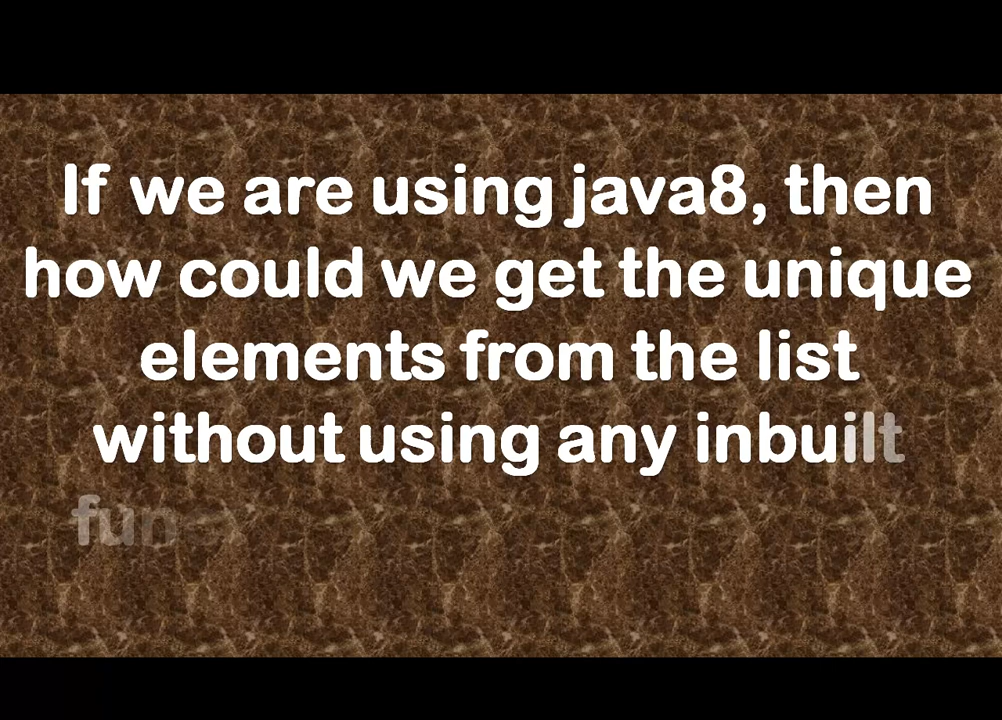 If we are using java8, then
how could we get the unique
elements from the list
without using any inbuilt